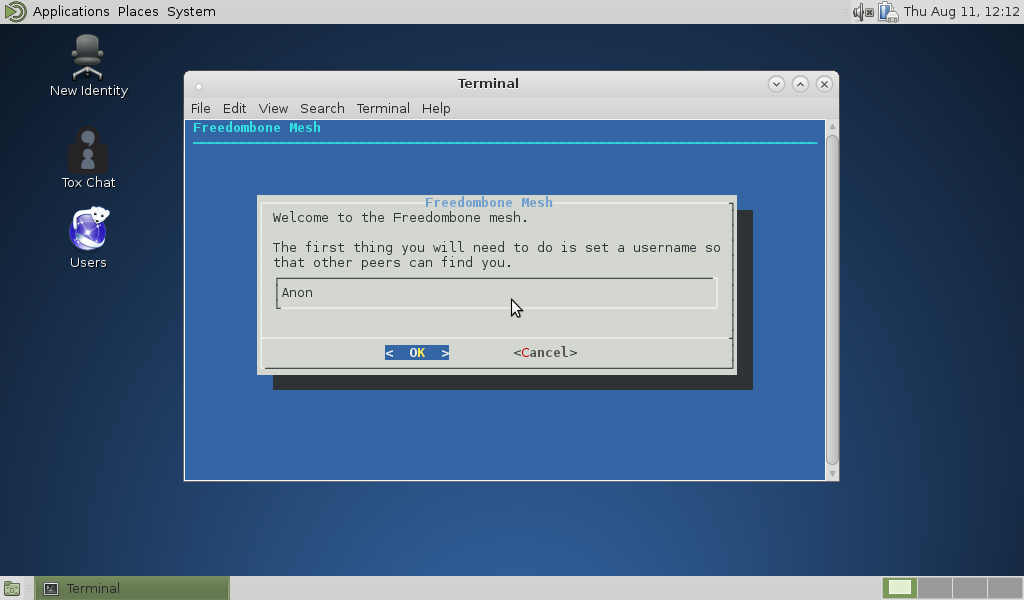 Applications Places System
Thu Aug 11, 12:12
New Identity
Tox Chat
Users
Terminal
File Edit View Search Terminal Help
Freedombone Mesh
Freedombone Mesh
Welcome to the Freedombone mesh.
The first thing you will need to do is set a username so
that other peers can find you.
Anon
< OK > <Cancel>
Terminal